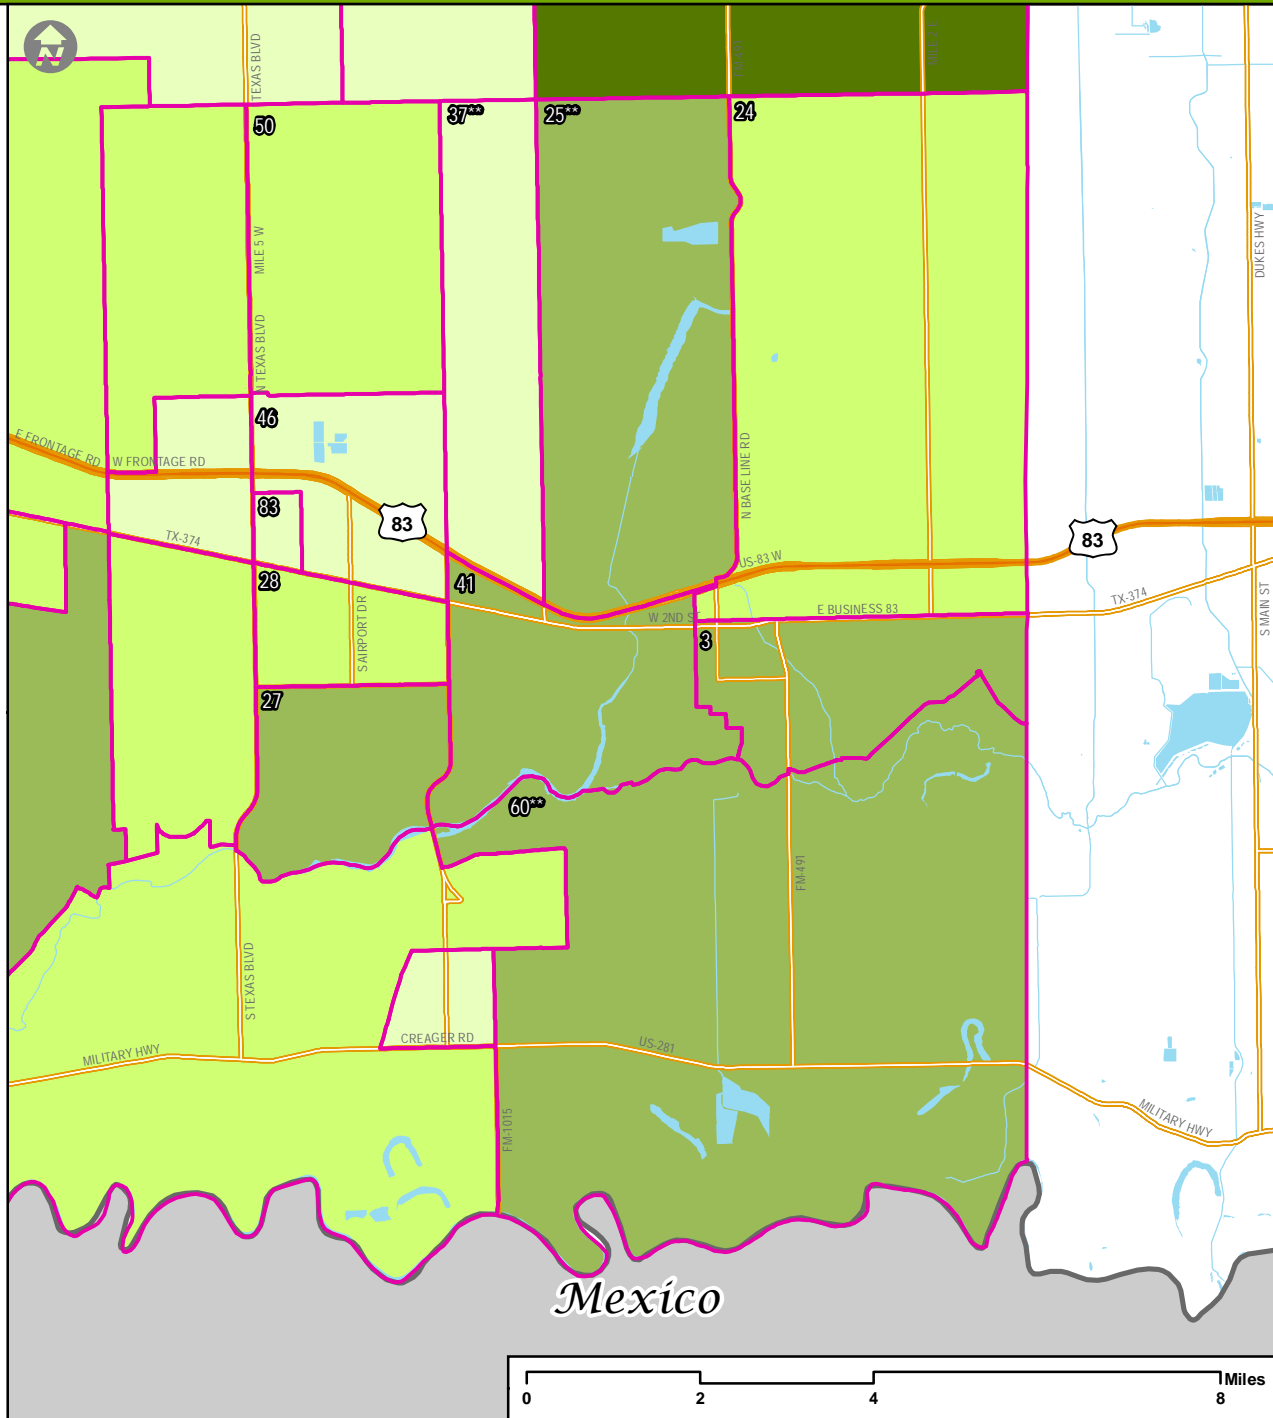 TEXAS BLVD
50
37**
25**
24
MILE 5 W
DUKES HWY
N TEXAS BLVD
46
E FRONTAGE RD
W FRONTAGE RD
N BASE LINE RD
83
83
83
TX-374
US-83 W
28
41
S AIRPORT DR
W 2ND ST
E BUSINESS 83
TX-374
S MAIN ST
3
27
60**
FM-491
S TEXAS BLVD
CREAGER RD
MILITARY HWY
US-281
FM-1015
MILITARY HWY
Mexico
Miles
0 2 4 8